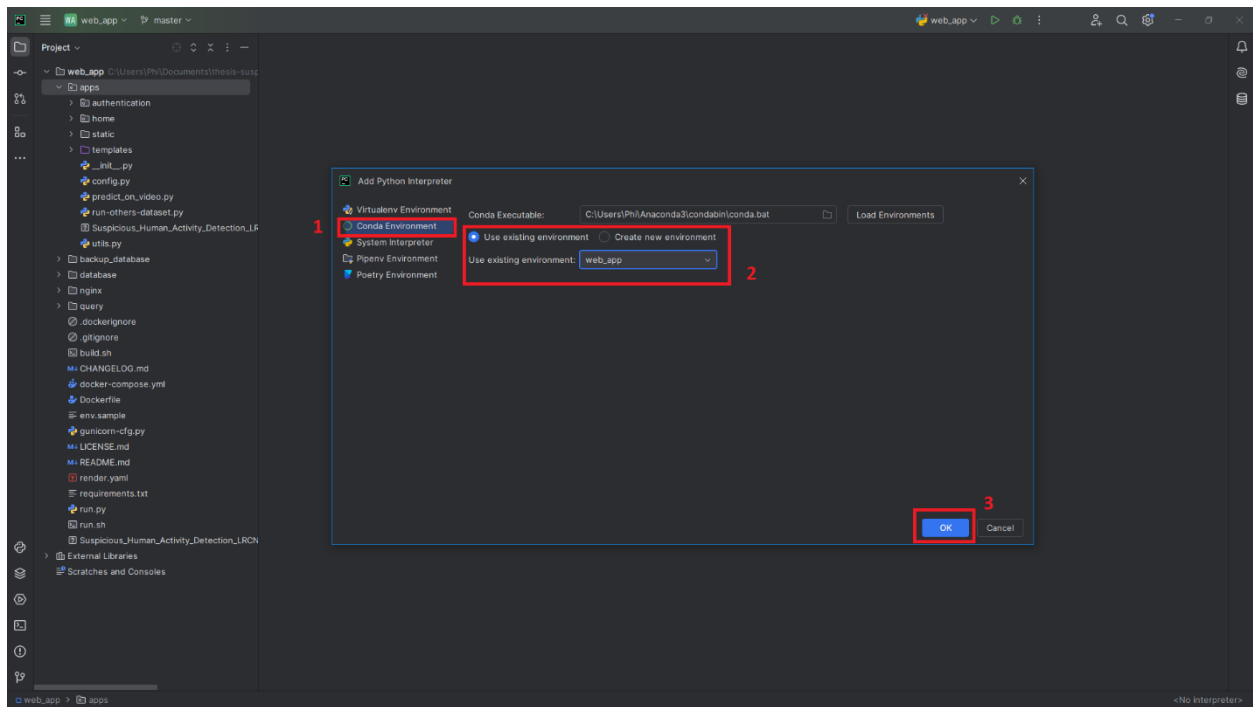 WA web_app master web_app
Project
web_app C:\Users\Phi\Documents\thesis-susp
apps
authentication
home
static
templates
__init__.py
config.py
predict_on_video.py
run-others-dataset.py
Suspicious_Human_Activity_Detection_LR
utils.py
backup_database
database
nginx
query
.dockerignore
.gitignore
build.sh
CHANGELOG.md
docker-compose.yml
Dockerfile
env.sample
gunicorn-cfg.py
LICENSE.md
README.md
render.yaml
requirements.txt
run.py
run.sh
Suspicious_Human_Activity_Detection_LRCN
External Libraries
Scratches and Consoles
Add Python Interpreter
Virtualenv Environment
1 Conda Environment
System Interpreter
Pipenv Environment
Poetry Environment
Conda Executable: C:\Users\Phi\Anaconda3\condabin\conda.bat Load Environments
Use existing environment Create new environment
Use existing environment: web_app
2
3
OK Cancel
web_app > apps <No interpreter>